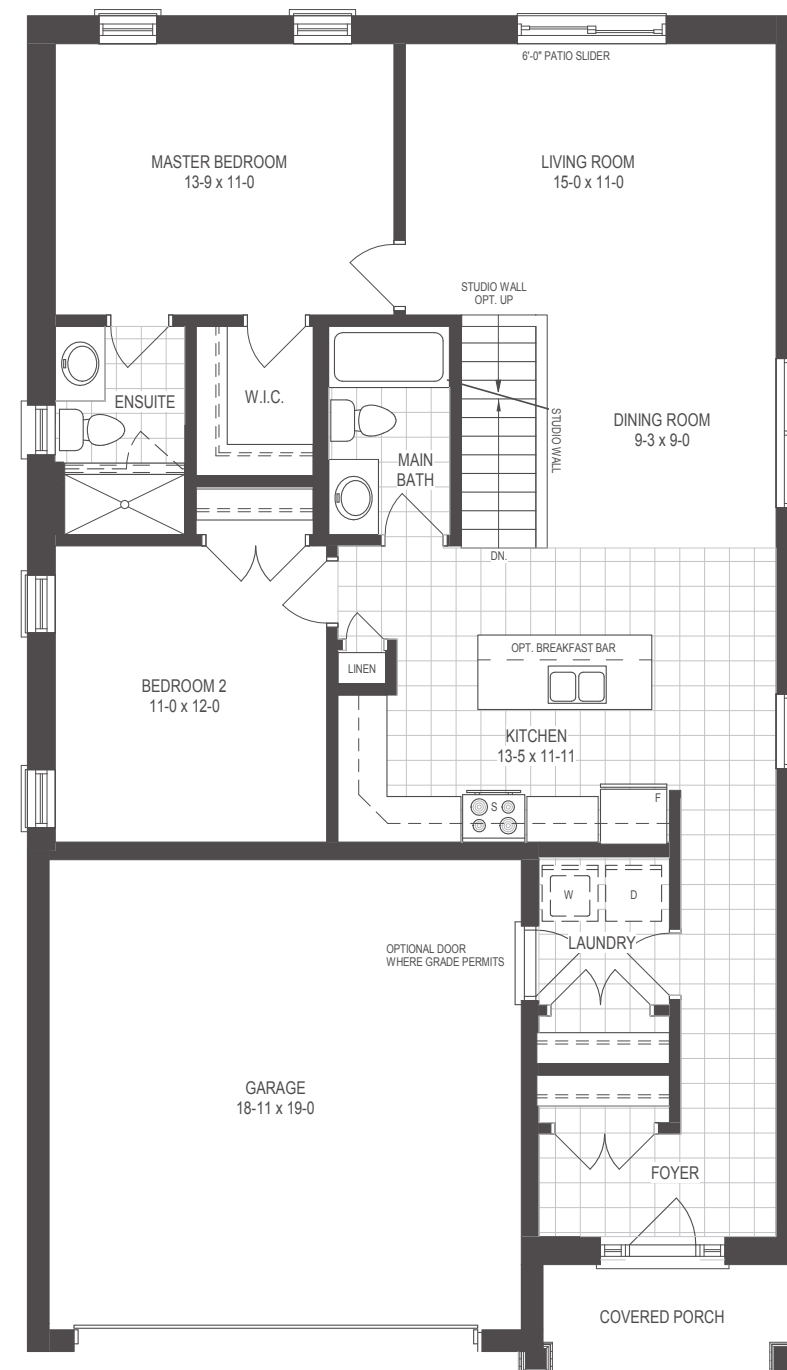 6'-0" PATIO SLIDER
MASTER BEDROOM
13-9 x 11-0
LIVING ROOM
15-0 x 11-0
STUDIO WALL
OPT. UP
ENSUITE
W.I.C.
STUDIO WALL
DINING ROOM
9-3 x 9-0
MAIN
BATH
DN.
LINEN
OPT. BREAKFAST BAR
BEDROOM 2
11-0 x 12-0
KITCHEN
13-5 x 11-11
S
F
W
D
LAUNDRY
OPTIONAL DOOR
WHERE GRADE PERMITS
GARAGE
18-11 x 19-0
FOYER
COVERED PORCH